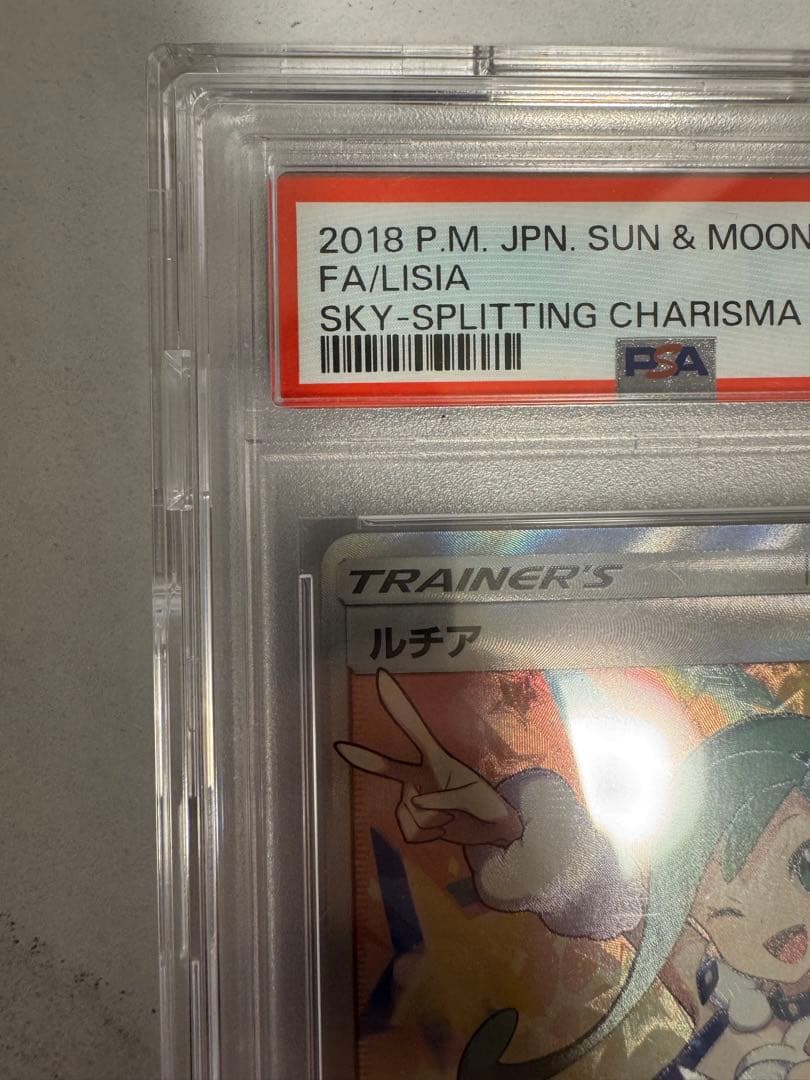 2018 P.M. JPN. SUN & MOON
FA/LISIA
SKY-SPLITTING CHARISMA
PSA
TRAINER'S
ルチア